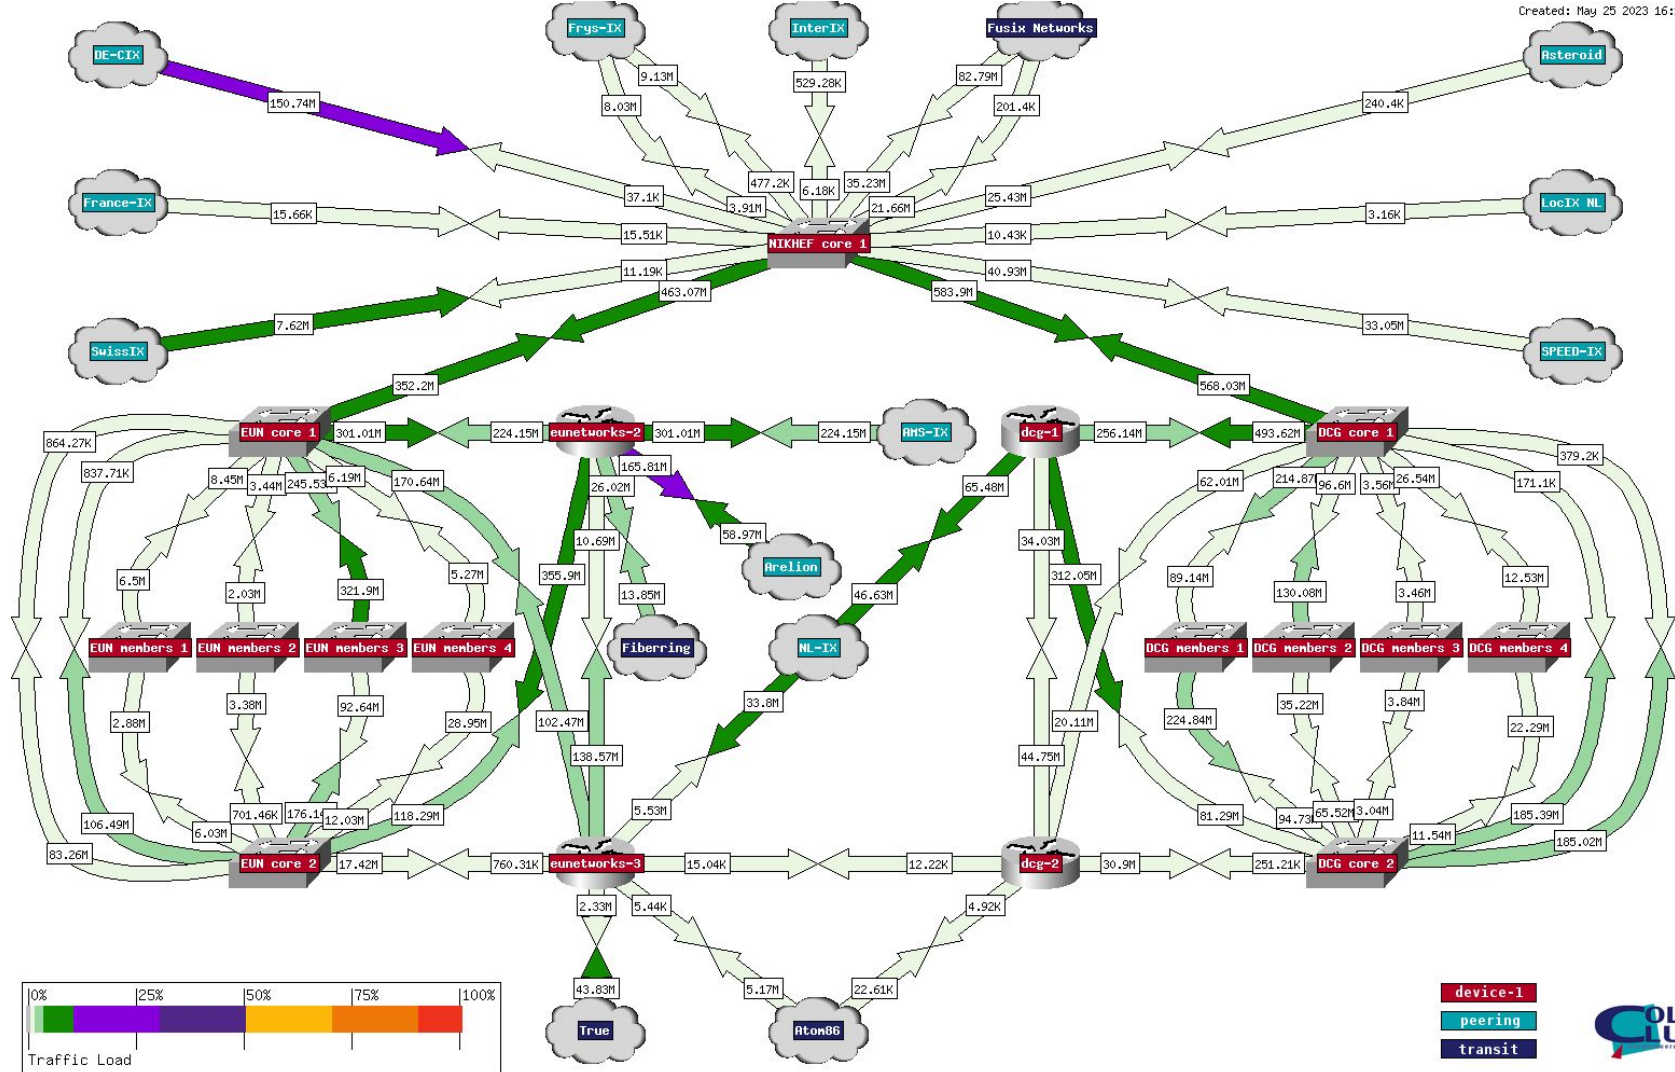 Created: May 25 2023 16:
Frys-IX
InterIX
Fusix Networks
DE-CIX
Asteroid
9.13M
529.28K
82.79M
150.74M
8.03M
201.4K
240.4K
477.2K
6.18K
35.23M
37.1K
3.91M
21.66M
25.43M
France-IX
15.66K
LocIX NL
3.16K
15.51K
NIKHEF core 1
10.43K
11.19K
40.93M
463.07M
583.9M
7.62M
33.05M
SwissIX
SPEED-IX
352.2M
568.03M
864.27K
EUN core 1
301.01M
224.15M
eunetworks-2
301.01M
224.15M
AMS-IX
dcg-1
256.14M
493.62M
DCG core 1
379.2K
837.71K
8.45M
3.44M
245.53
6.19M
170.64M
165.81M
26.02M
65.48M
62.01M
214.87
96.6M
3.56M
26.54M
171.1K
10.69M
58.97M
34.03M
6.5M
2.03M
321.9M
5.27M
355.9M
13.85M
Arelion
46.63M
312.05M
89.14M
130.08M
3.46M
12.53M
EUN members 1
EUN members 2
EUN members 3
EUN members 4
Fiberring
NL-IX
DCG members 1
DCG members 2
DCG members 3
DCG members 4
2.88M
3.38M
92.64M
28.95M
102.47M
33.8M
20.11M
224.84M
35.22M
3.84M
22.29M
138.57M
44.75M
106.49M
6.03M
701.46K
176.1
12.03M
118.29M
5.53M
81.29M
94.73
65.52M
3.04M
11.54M
185.39M
83.26M
EUN core 2
17.42M
760.31K
eunetworks-3
15.04K
12.22K
dcg-2
30.9M
251.21K
DCG core 2
185.02M
2.33M
5.44K
4.92K
43.83M
5.17M
22.61K
True
Atom86
0%
25%
50%
75%
100%
Traffic Load
device-1
peering
transit
COL
CLU